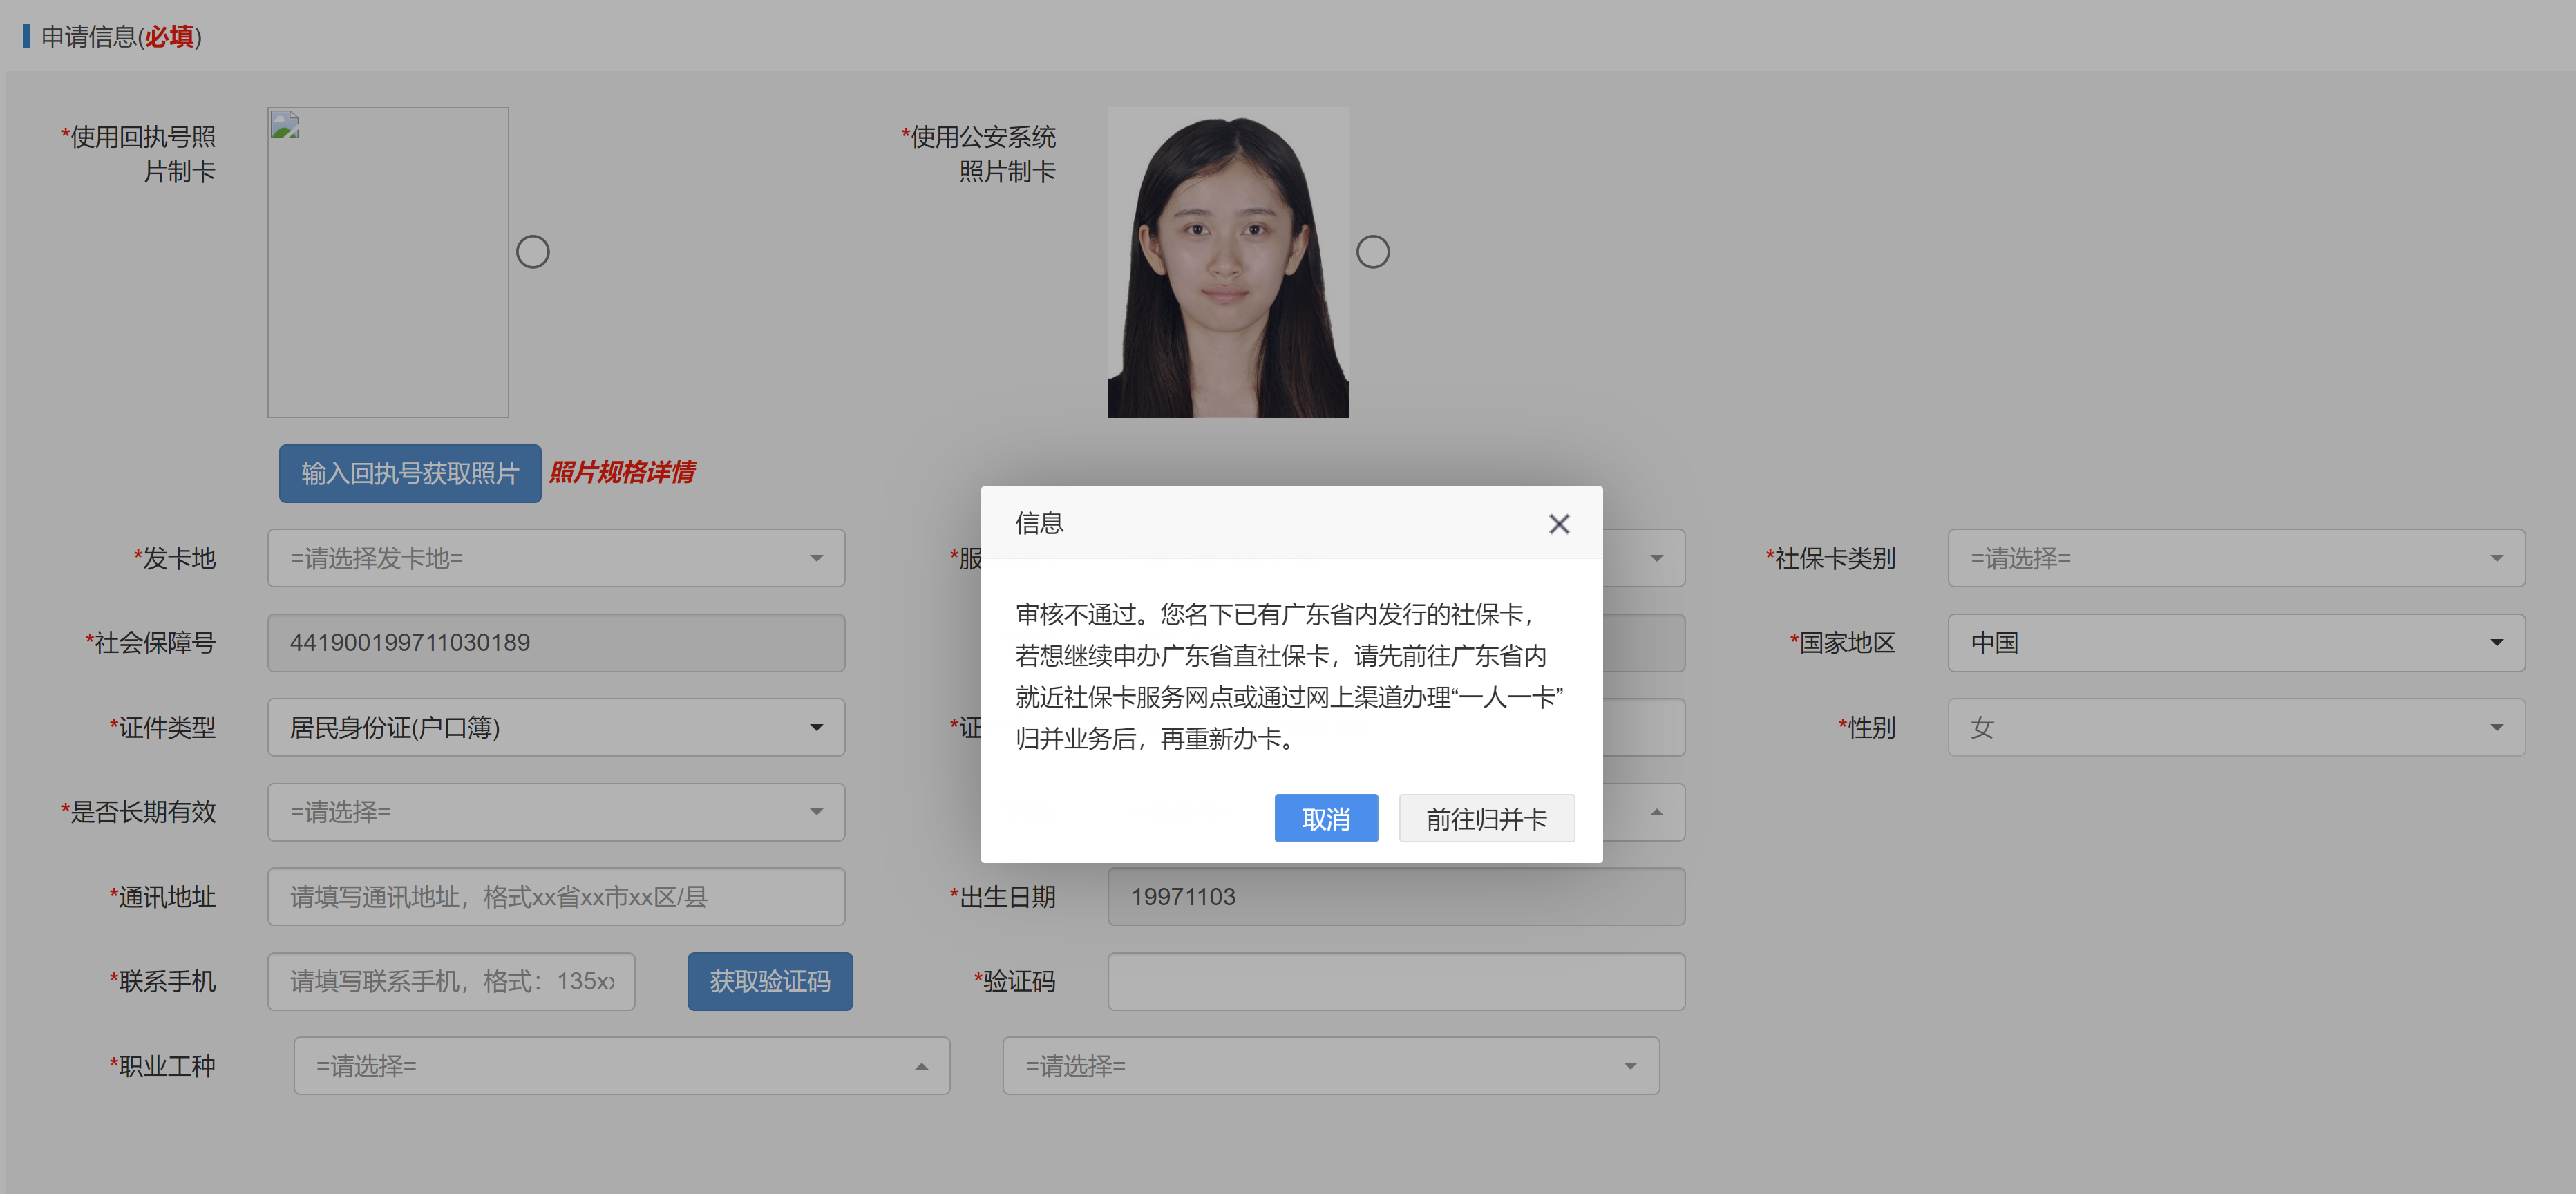 申请信息(必填)
*使用回执号照
片制卡
*使用公安系统
照片制卡
输入回执号获取照片 照片规格详情
信息
审核不通过。您名下已有广东省内发行的社保卡，
若想继续申办广东省直社保卡，请先前往广东省内
就近社保卡服务网点或通过网上渠道办理“一人一卡”
归并业务后，再重新办卡。
取消 前往归并卡
*发卡地 =请选择发卡地= *服 *社保卡类别 =请选择=
*社会保障号 441900199711030189 *国家地区 中国
*证件类型 居民身份证(户口簿) *证 *性别 女
*是否长期有效 =请选择=
*通讯地址 请填写通讯地址，格式xx省xx市xx区/县 *出生日期 19971103
*联系手机 请填写联系手机，格式：135x 获取验证码 *验证码
*职业工种 =请选择= =请选择=